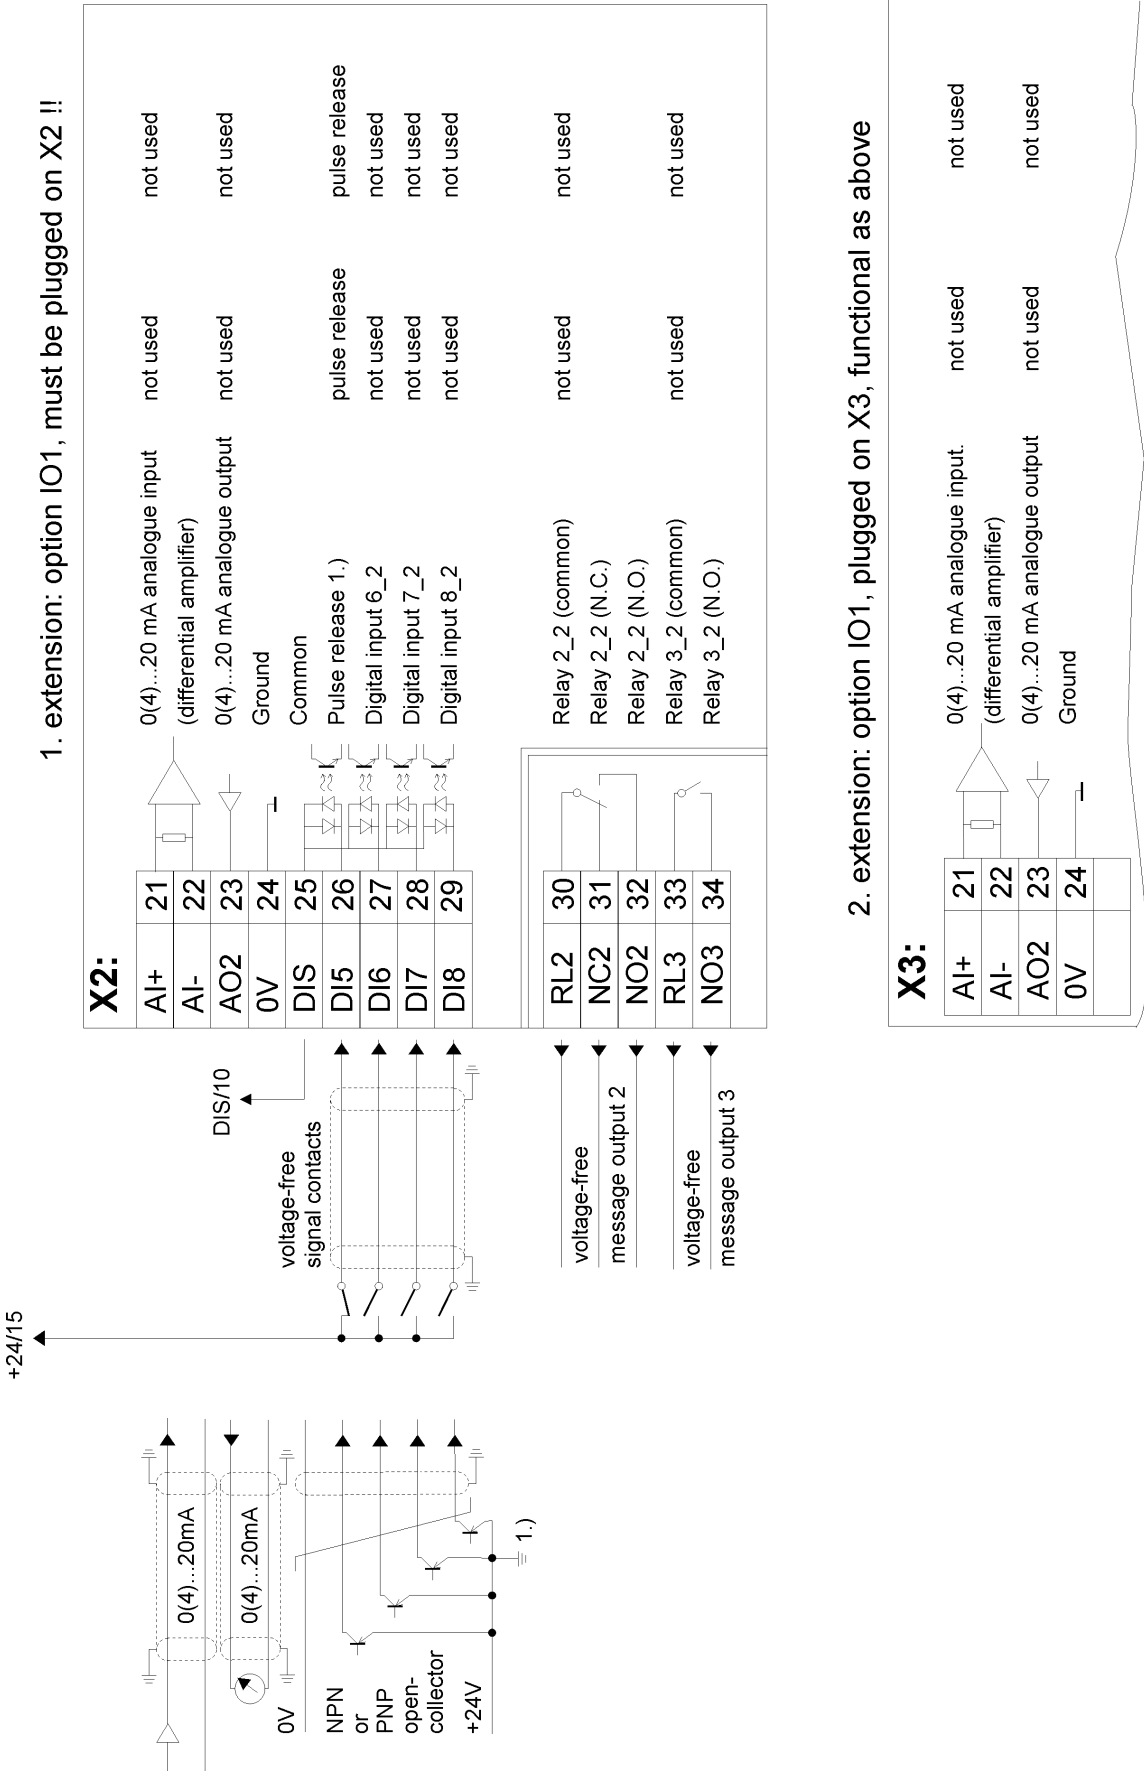 1. extension: option IO1, must be plugged on X2 !!
X2:
AI+ 21 0(4)...20 mA analogue input not used not used
AI- 22 (differential amplifier)
AO2 23 0(4)...20 mA analogue output not used not used
0V 24 Ground
DIS 25 Common
DI5 26 Pulse release 1.) pulse release pulse release
DI6 27 Digital input 6_2 not used not used
DI7 28 Digital input 7_2 not used not used
DI8 29 Digital input 8_2 not used not used
RL2 30 Relay 2_2 (common) not used not used
NC2 31 Relay 2_2 (N.C.)
NO2 32 Relay 2_2 (N.O.)
RL3 33 Relay 3_2 (common) not used not used
NO3 34 Relay 3_2 (N.O.)
+24/15
DIS/10
voltage-free
signal contacts
voltage-free
message output 2
voltage-free
message output 3
0(4)...20mA
0(4)...20mA
0V
NPN
or
PNP
open-
collector
+24V
1.)
2. extension: option IO1, plugged on X3, functional as above
X3:
AI+ 21 0(4)...20 mA analogue input. not used not used
AI- 22 (differential amplifier)
AO2 23 0(4)...20 mA analogue output not used not used
0V 24 Ground